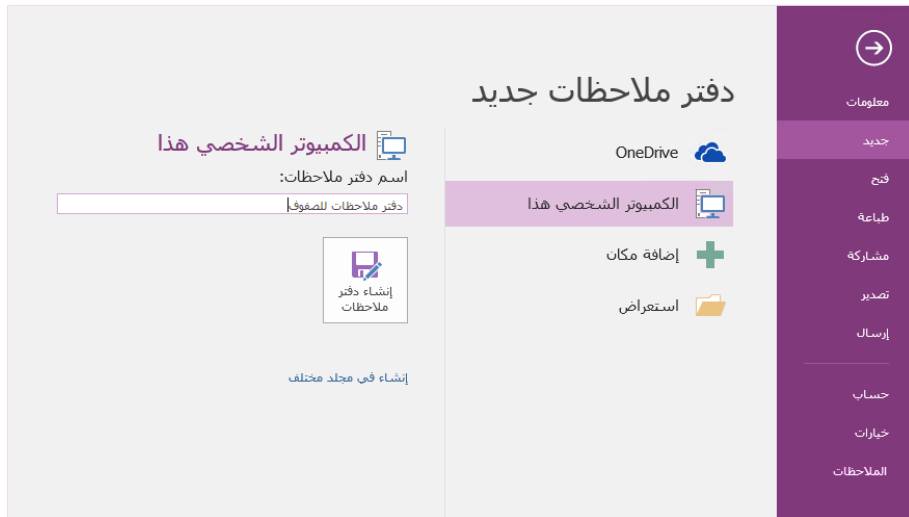 معلومات
جديد
فتح
طباعة
مشاركة
تصدير
إرسال
حساب
خيارات
الملاحظات
دفتر ملاحظات جديد
OneDrive
الكمبيوتر الشخصي هذا
إضافة مكان
استعراض
الكمبيوتر الشخصي هذا
اسم دفتر ملاحظات:
دفتر ملاحظات للصفوف
إنشاء دفتر
ملاحظات
إنشاء في مجلد مختلف